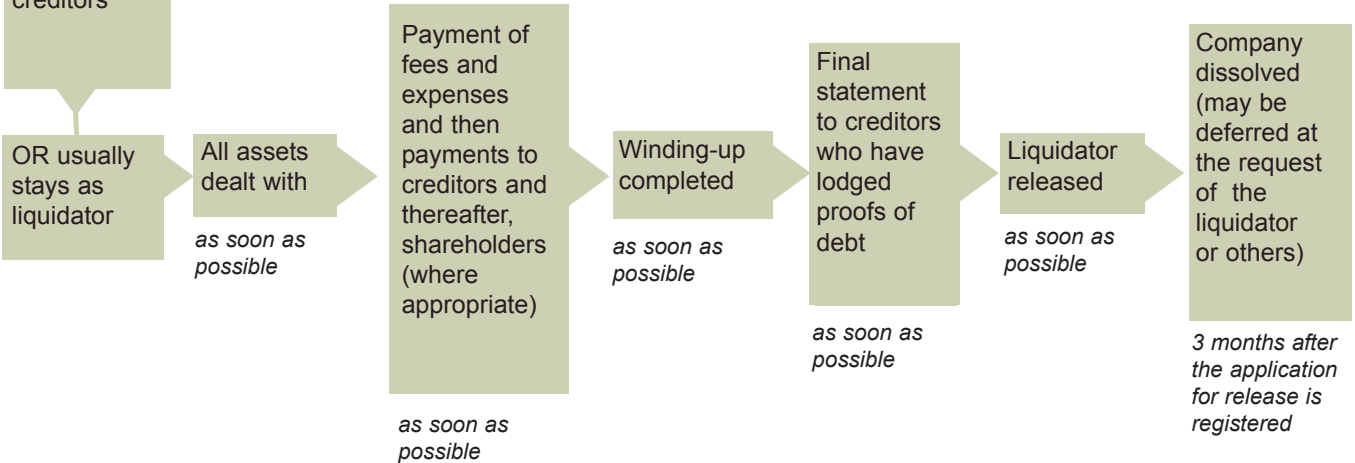 creditors
OR usually
stays as
liquidator
All assets
dealt with
as soon as
possible
Payment of
fees and
expenses
and then
payments to
creditors and
thereafter,
shareholders
(where
appropriate)
as soon as
possible
Winding-up
completed
as soon as
possible
Final
statement
to creditors
who have
lodged
proofs of
debt
as soon as
possible
Liquidator
released
as soon as
possible
Company
dissolved
(may be
deferred at
the request
of the
liquidator
or others)
3 months after
the application
for release is
registered